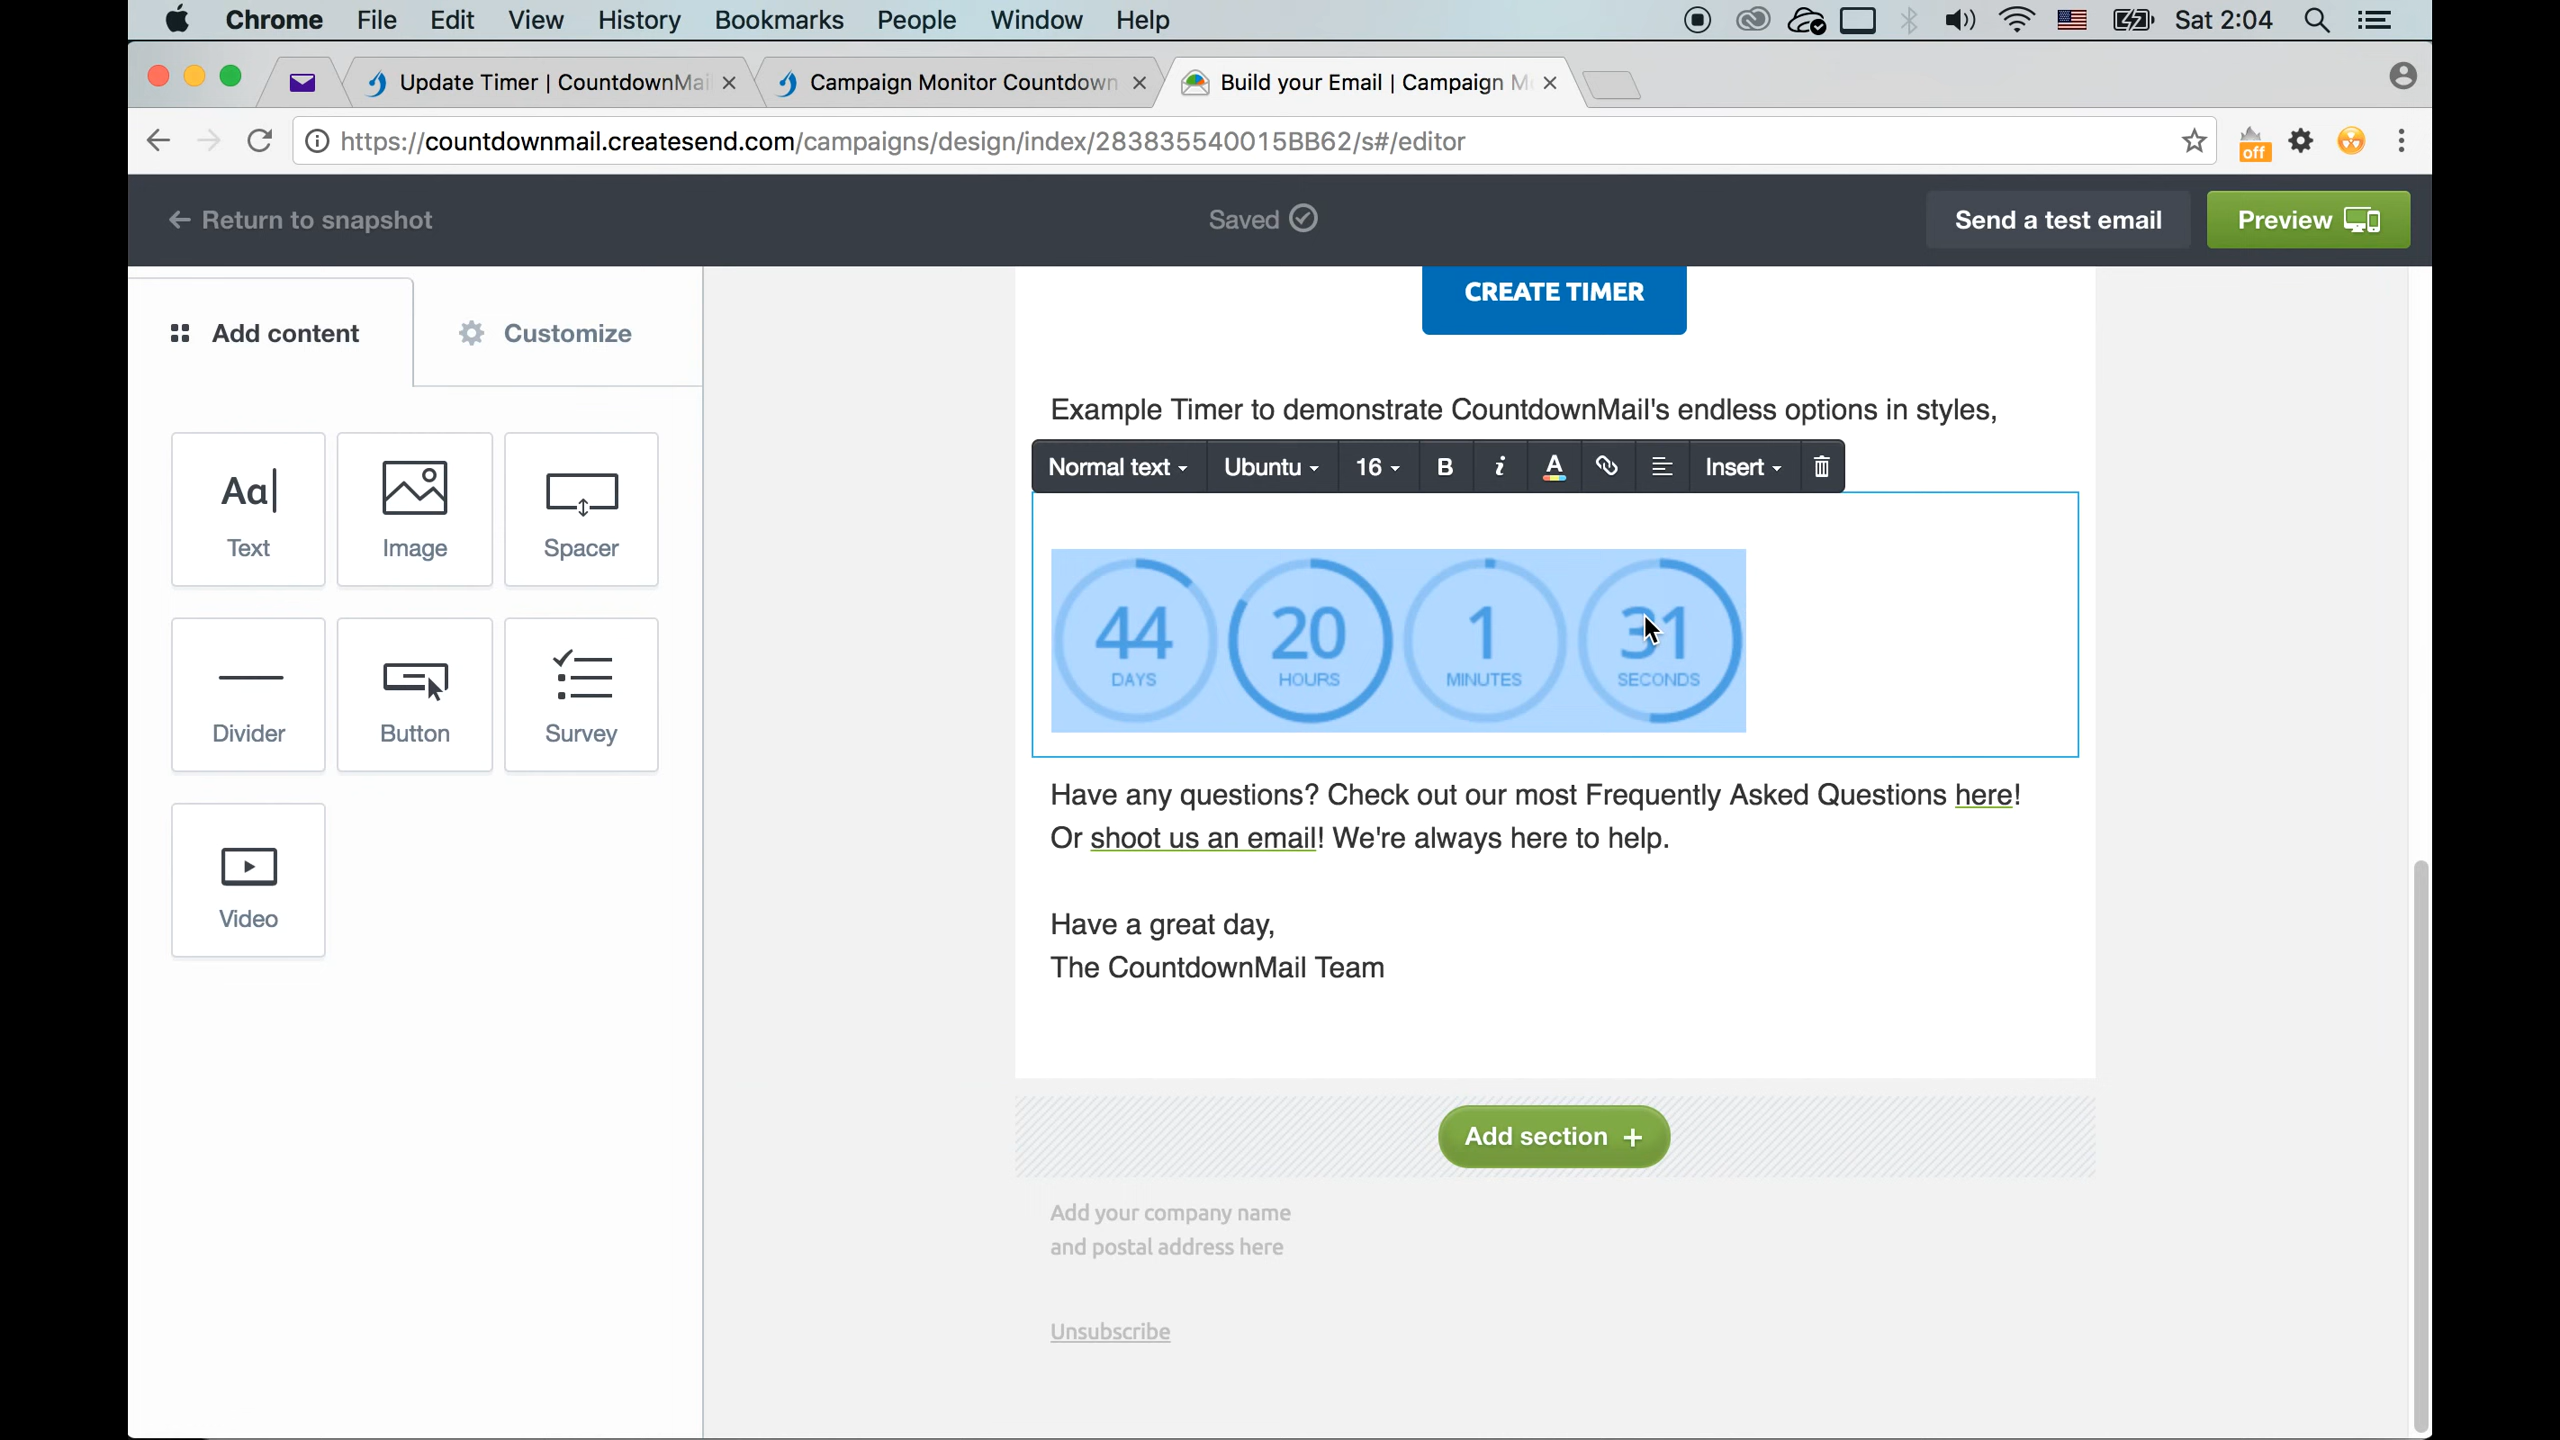 Chrome File Edit View History Bookmarks People Window Help Sat 2:04
Update Timer | CountdownMai Campaign Monitor Countdown Build your Email | Campaign M
https://countdownmail.createsend.com/campaigns/design/index/283835540015BB62/s#/editor
off
Return to snapshot Saved Send a test email Preview
Add content Customize
Aa Text Image Spacer
Divider Button Survey
Video
CREATE TIMER
Example Timer to demonstrate CountdownMail's endless options in styles,
Normal text Ubuntu 16 B i A Insert
44 20 1 31
DAYS HOURS MINUTES SECONDS
Have any questions? Check out our most Frequently Asked Questions here!
Or shoot us an email! We're always here to help.
Have a great day,
The CountdownMail Team
Add section +
Add your company name
and postal address here
Unsubscribe